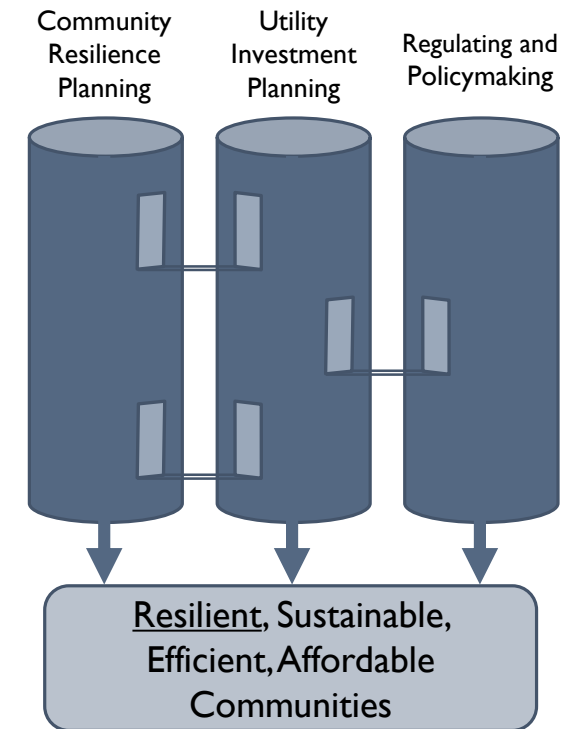 Community
Resilience
Planning
Utility
Investment
Planning
Regulating and
Policymaking
Resilient, Sustainable,
Efficient, Affordable
Communities